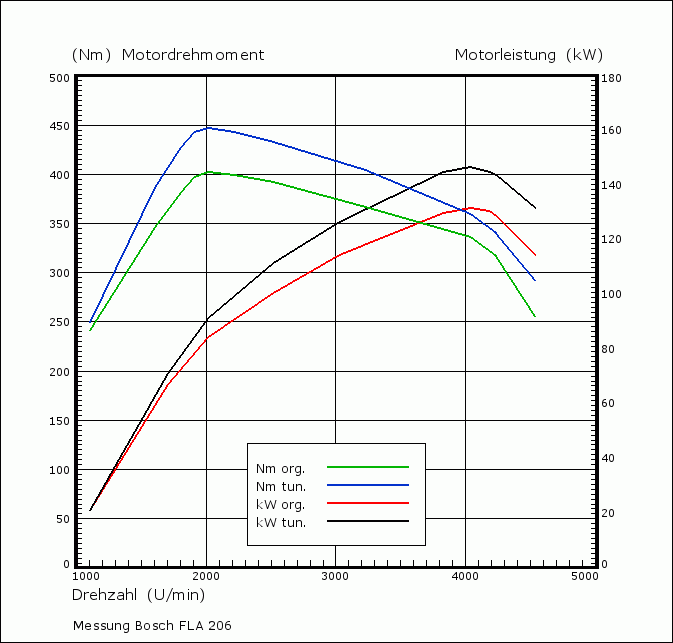 (Nm) Motordrehmoment Motorleistung (kW)
500 180
450 160
400 140
350 120
300 100
250 80
200 60
150 40
100 20
50 0
0
Nm org.
Nm tun.
kW org.
kW tun.
1000 2000 3000 4000 5000
Drehzahl (U/min)
Messung Bosch FLA 206